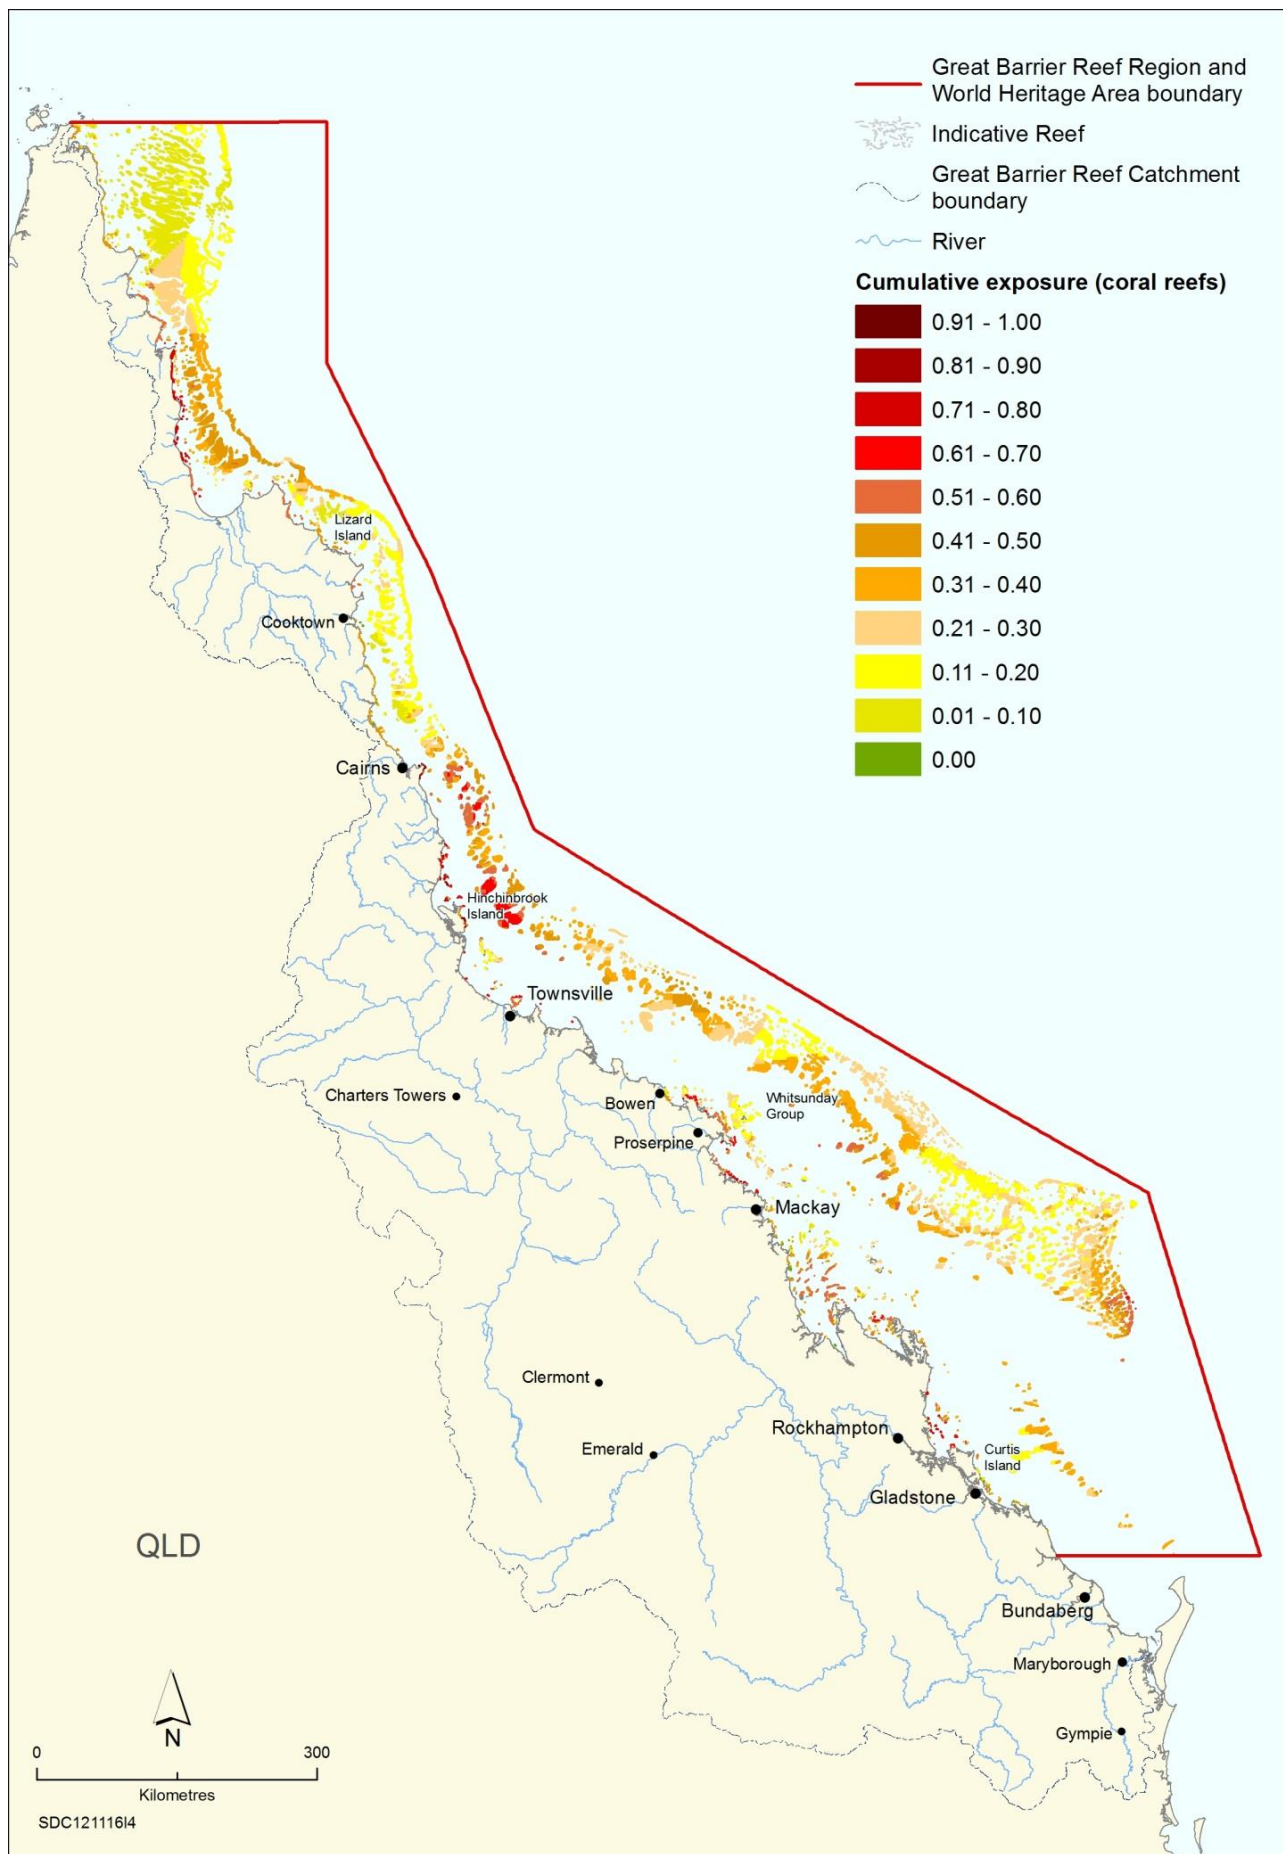 Great Barrier Reef Region and
World Heritage Area boundary
Indicative Reef
Great Barrier Reef Catchment
boundary
River
Cumulative exposure (coral reefs)
0.91 - 1.00
0.81 - 0.90
0.71 - 0.80
0.61 - 0.70
0.51 - 0.60
0.41 - 0.50
0.31 - 0.40
0.21 - 0.30
0.11 - 0.20
0.01 - 0.10
0.00
Lizard
Island
Cooktown
Cairns
Hinchinbrook
Island
Townsville
Charters Towers
Bowen
Whitsunday
Group
Proserpine
Mackay
Clermont
Emerald
Rockhampton
Curtis
Island
Gladstone
QLD
Bundaberg
Maryborough
Gympie
N
0 300
Kilometres
SDC121116I4